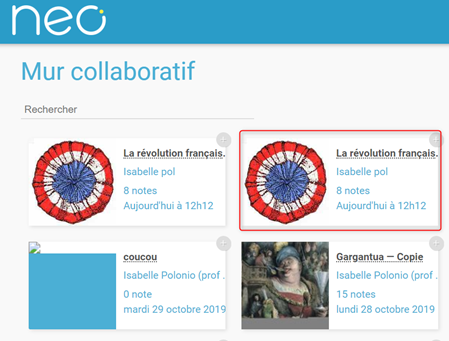 neo
Mur collaboratif
Rechercher
La révolution français.
Isabelle pol
8 notes
Aujourd'hui à 12h12
La révolution français.
Isabelle pol
8 notes
Aujourd'hui à 12h12
coucou
Isabelle Polonio (prof .
0 note
mardi 29 octobre 2019
Gargantua – Copie
Isabelle Polonio (prof .
15 notes
lundi 28 octobre 2019